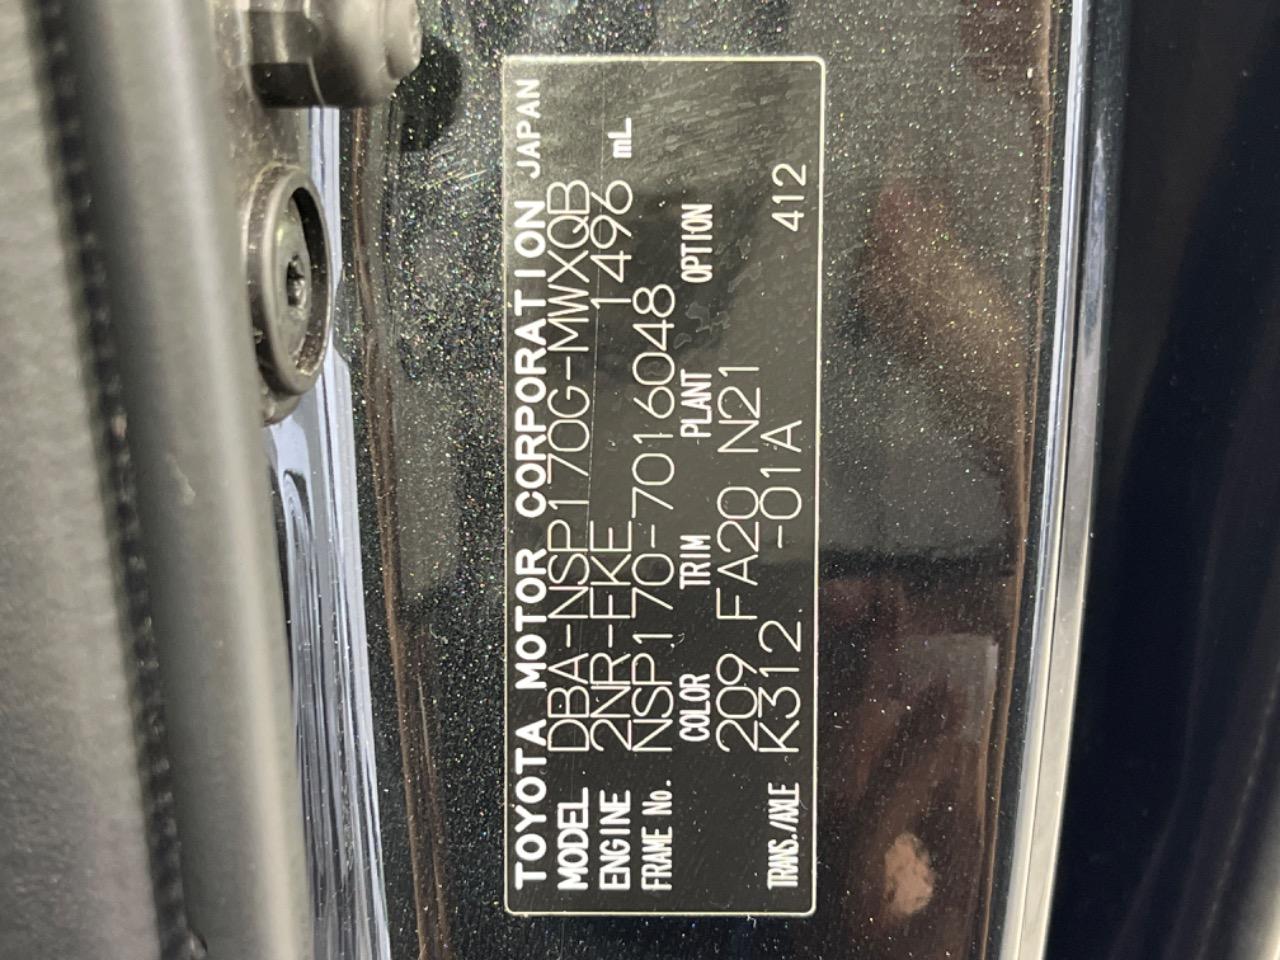 TOYOTA MOTOR CORPORATION JAPAN
MODEL DBA-NSP170G-MWXQB
ENGINE 2NR-FKE 1496 mL
FRAME No. NSP170-7016048
COLOR TRIM PLANT OPTION
209 FA20 N21
TRANS./AXLE K312 -01A 412